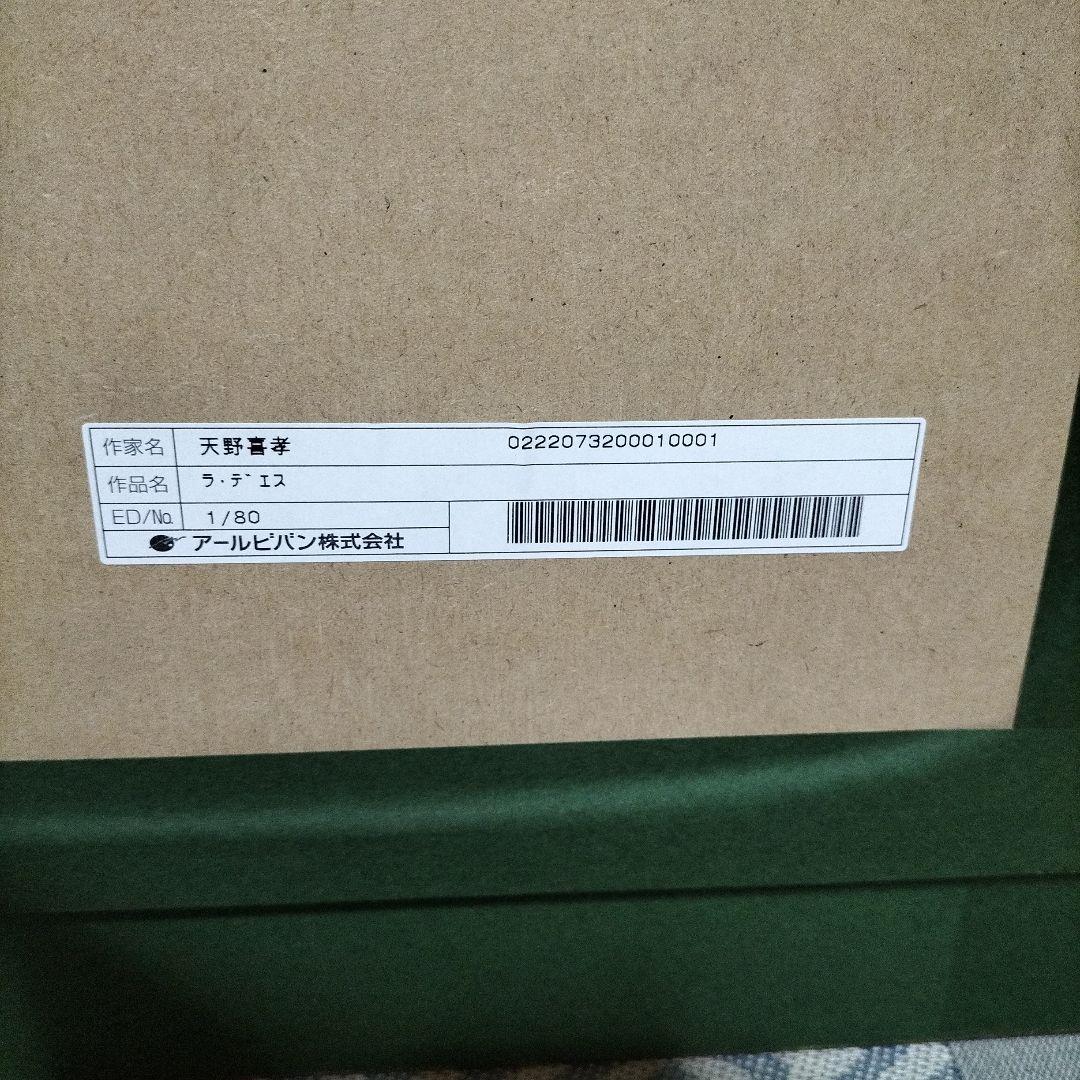 作家名 天野喜孝 0222073200010001
作品名 ラ・デエス
ED/No. 1/80
アールビバン株式会社